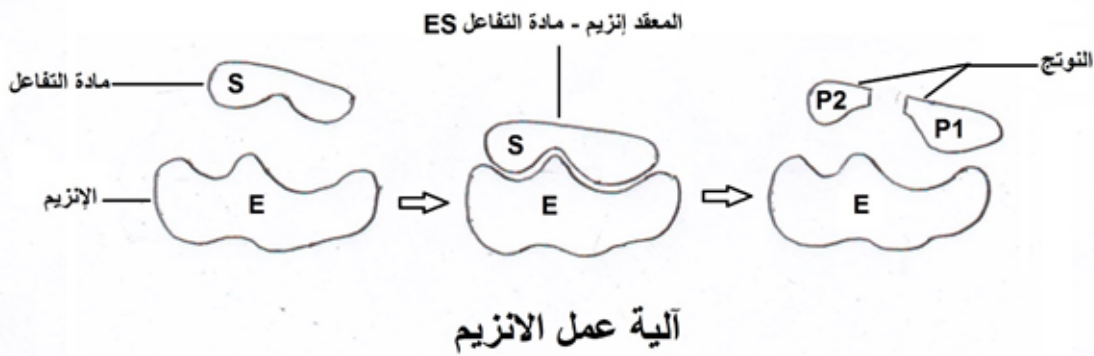 المعقد إنزيم - مادة التفاعل ES
النوتج
مادة التفاعل
S
P2
P1
S
الإنزيم
E
E
E
آلية عمل الانزيم